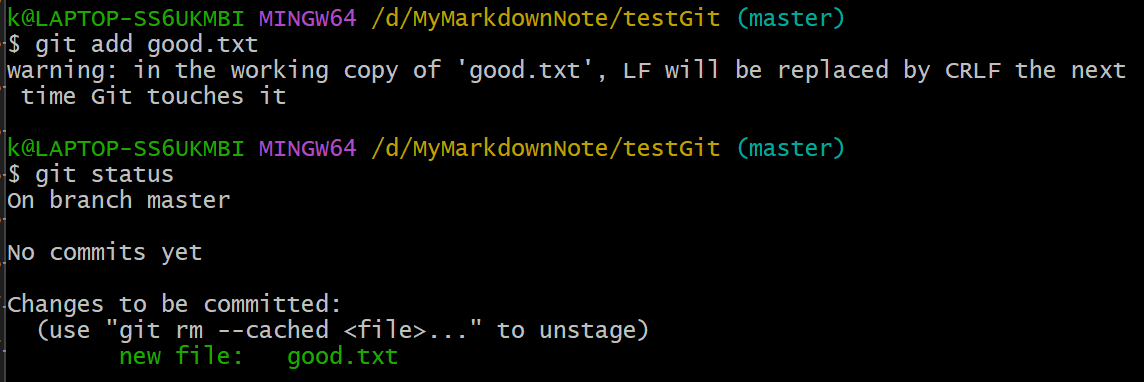 k@LAPTOP-SS6UKMBI MINGW64 /d/MyMarkdownNote/testGit (master)
$ git add good.txt
warning: in the working copy of 'good.txt', LF will be replaced by CRLF the next
 time Git touches it
k@LAPTOP-SS6UKMBI MINGW64 /d/MyMarkdownNote/testGit (master)
$ git status
On branch master
No commits yet
Changes to be committed:
  (use "git rm --cached <file>..." to unstage)
        new file:   good.txt